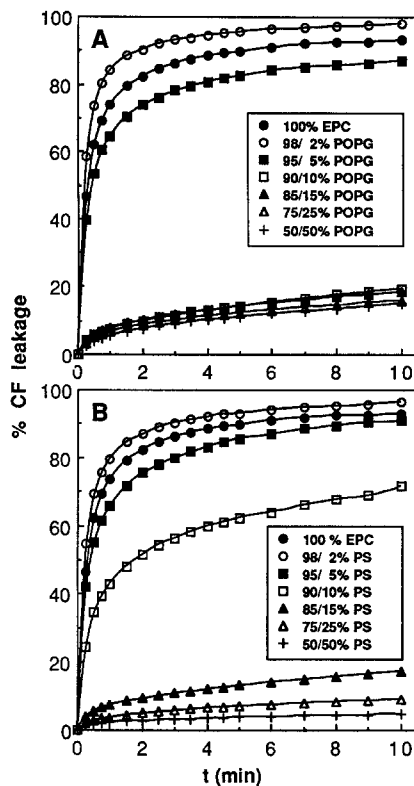 A
100
80
60
40
20
0
100% EPC
98/ 2% POPG
95/ 5% POPG
90/10% POPG
85/15% POPG
75/25% POPG
50/50% POPG
0 2 4 6 8 10
% CF leakage
B
100
80
60
40
20
0
100 % EPC
98/ 2% PS
95/ 5% PS
90/10% PS
85/15% PS
75/25% PS
50/50% PS
0 2 4 6 8 10
t (min)